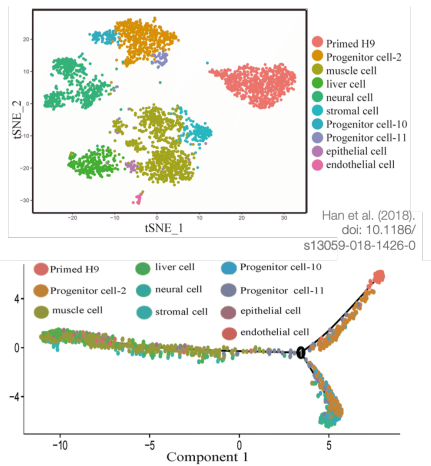 20
10
0
-10
-20
-30
tSNE_2
-20
-10
0
10
20
30
tSNE_1
Primed H9
Progenitor cell-2
muscle cell
liver cell
neural cell
stromal cell
Progenitor cell-10
Progenitor cell-11
epithelial cell
endothelial cell
Han et al. (2018).
doi: 10.1186/
s13059-018-1426-0
Primed H9
liver cell
Progenitor cell-10
Progenitor cell-2
neural cell
Progenitor cell-11
muscle cell
stromal cell
epithelial cell
endothelial cell
4
0
-4
1
-10
-5
0
5
Component 1